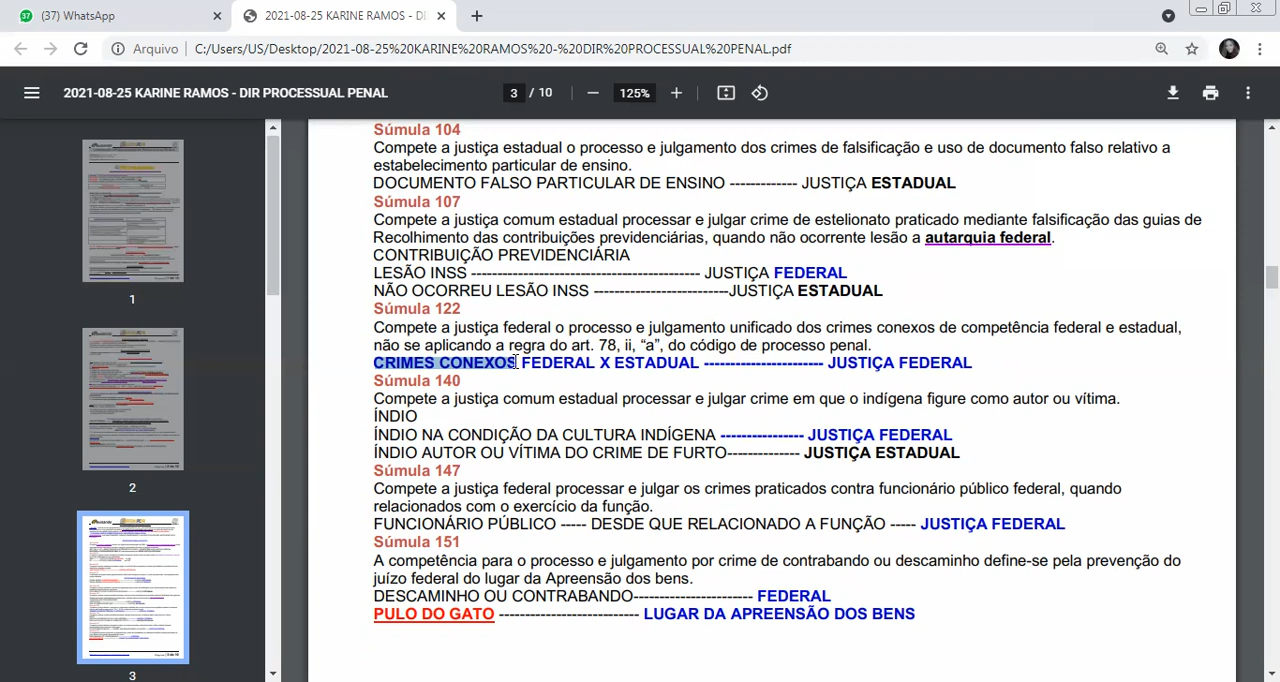 37
(37) WhatsApp
2021-08-25 KARINE RAMOS - DI
Arquivo
C:/Users/US/Desktop/2021-08-25%20KARINE%20RAMOS%20-%20DIR%20PROCESSUAL%20PENAL.pdf
2021-08-25 KARINE RAMOS - DIR PROCESSUAL PENAL
3 / 10
125%
1
2
3
Súmula 104
Compete a justiça estadual o processo e julgamento dos crimes de falsificação e uso de documento falso relativo a
estabelecimento particular de ensino.
DOCUMENTO FALSO PARTICULAR DE ENSINO ------------- JUSTIÇA ESTADUAL
Súmula 107
Compete a justiça comum estadual processar e julgar crime de estelionato praticado mediante falsificação das guias de
Recolhimento das contribuições previdenciárias, quando não ocorrente lesão a autarquia federal.
CONTRIBUIÇÃO PREVIDENCIÁRIA
LESÃO INSS -------------------------------------------- JUSTIÇA FEDERAL
NÃO OCORREU LESÃO INSS --------------------------JUSTIÇA ESTADUAL
Súmula 122
Compete a justiça federal o processo e julgamento unificado dos crimes conexos de competência federal e estadual,
não se aplicando a regra do art. 78, ii, “a”, do código de processo penal.
CRIMES CONEXOS FEDERAL X ESTADUAL ----------------------- JUSTIÇA FEDERAL
Súmula 140
Compete a justiça comum estadual processar e julgar crime em que o indígena figure como autor ou vítima.
ÍNDIO
ÍNDIO NA CONDIÇÃO DE CULTURA INDÍGENA ---------------- JUSTIÇA FEDERAL
ÍNDIO AUTOR OU VÍTIMA DO CRIME DE FURTO-------------- JUSTIÇA ESTADUAL
Súmula 147
Compete a justiça federal processar e julgar os crimes praticados contra funcionário público federal, quando
relacionados com o exercício da função.
FUNCIONÁRIO PÚBLICO ----- DESDE QUE RELACIONADO A FUNÇÃO ----- JUSTIÇA FEDERAL
Súmula 151
A competência para o processo e julgamento por crime de contrabando ou descaminho define-se pela prevenção do
juízo federal do lugar da Apreensão dos bens.
DESCAMINHO OU CONTRABANDO----------------------- FEDERAL
PULO DO GATO --------------------------- LUGAR DA APREENSÃO DOS BENS